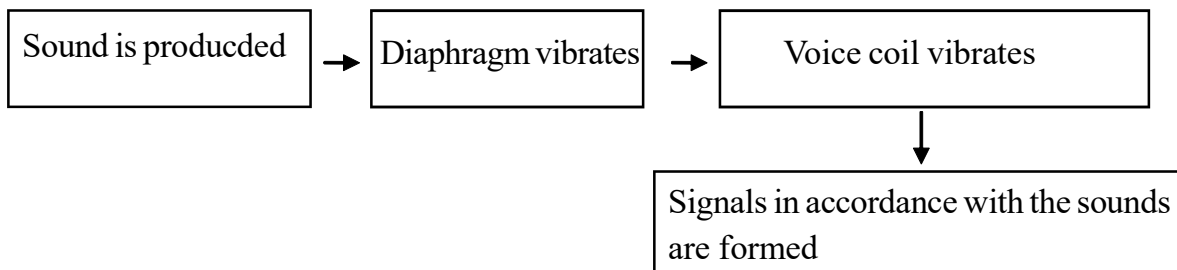 Sound is producded
Diaphragm vibrates
Voice coil vibrates
Signals in accordance with the sounds
are formed